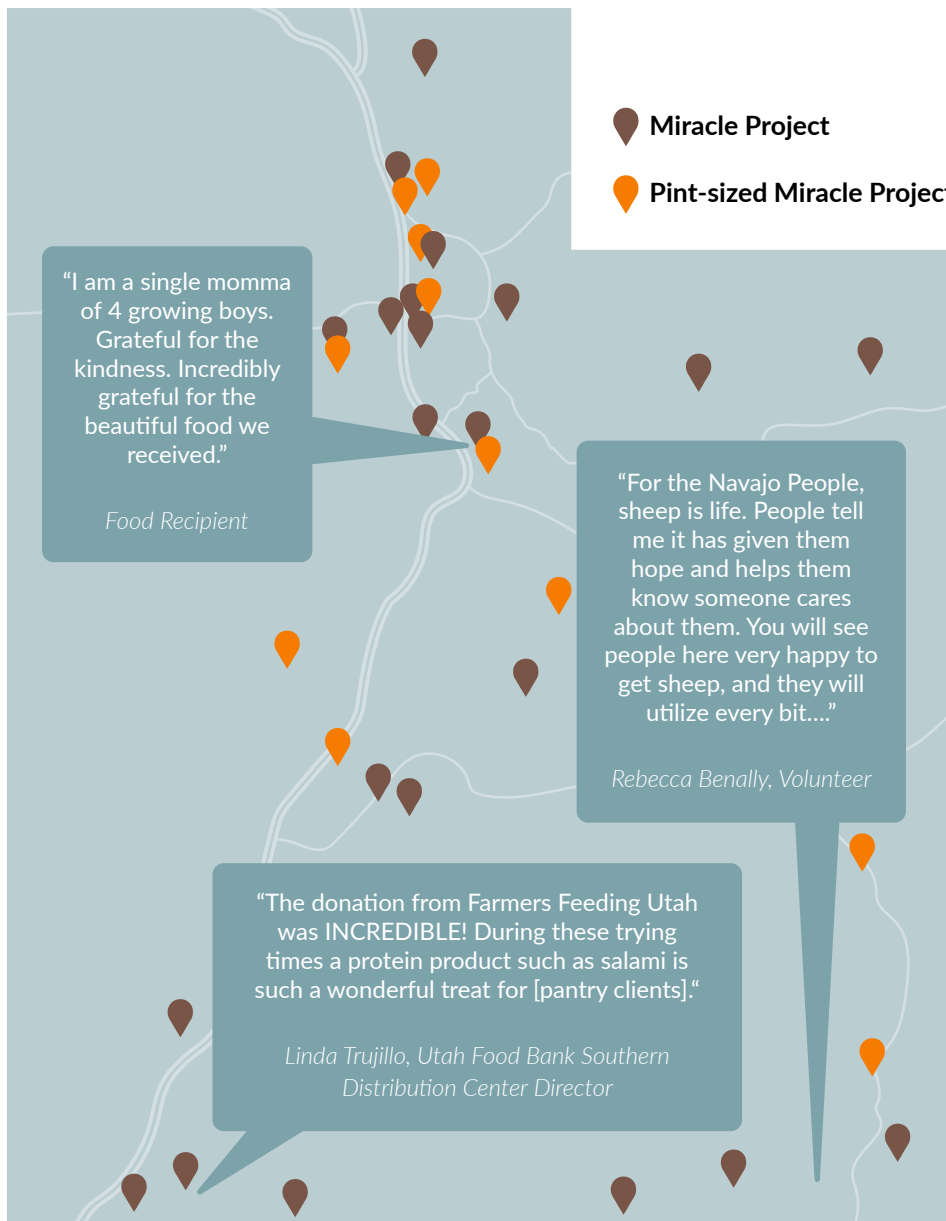 Miracle Project
Pint-sized Miracle Project
“I am a single momma
of 4 growing boys.
Grateful for the
kindness. Incredibly
grateful for the
beautiful food we
received.”
Food Recipient
“For the Navajo People,
sheep is life. People tell
me it has given them
hope and helps them
know someone cares
about them. You will see
people here very happy to
get sheep, and they will
utilize every bit....”
Rebecca Benally, Volunteer
“The donation from Farmers Feeding Utah
was INCREDIBLE! During these trying
times a protein product such as salami is
such a wonderful treat for [pantry clients].“
Linda Trujillo, Utah Food Bank Southern
Distribution Center Director